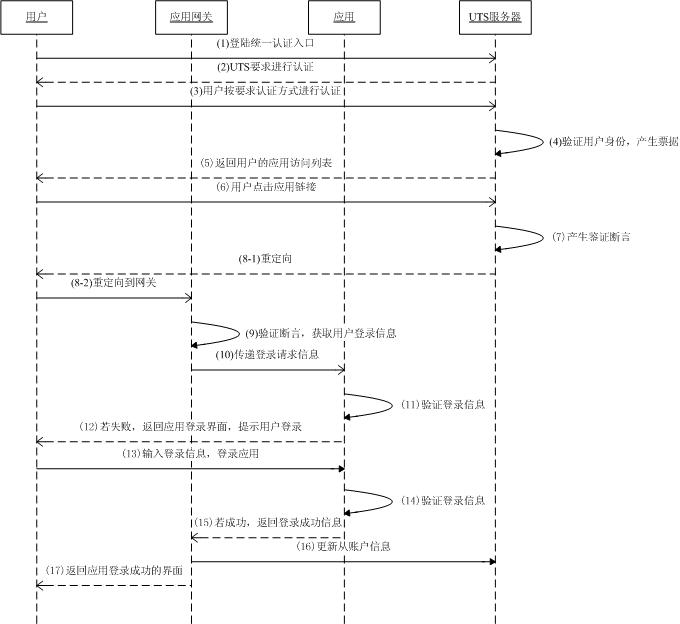 用户
应用网关
应用
UTS服务器
(1)登陆统一认证入口
(2)UTS要求进行认证
(3)用户按要求认证方式进行认证
(4)验证用户身份，产生票据
(5)返回用户的应用访问列表
(6)用户点击应用链接
(7)产生鉴证断言
(8-1)重定向
(8-2)重定向到网关
(9)验证断言，获取用户登录信息
(10)传递登录请求信息
(11)验证登录信息
(12)若失败，返回应用登录界面，提示用户登录
(13)输入登录信息，登录应用
(14)验证登录信息
(15)若成功，返回登录成功信息
(16)更新从账户信息
(17)返回应用登录成功的界面